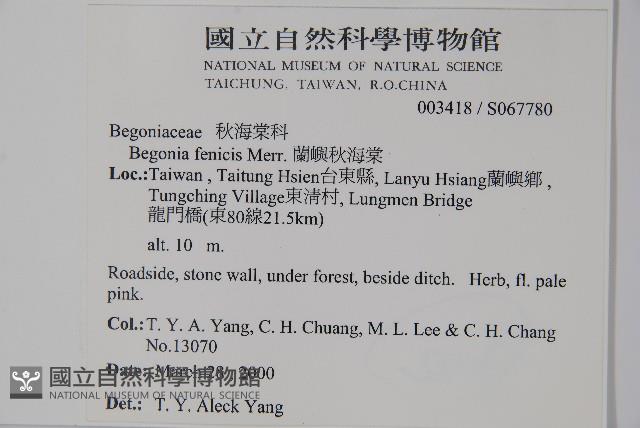 國立自然科學博物館
NATIONAL MUSEUM OF NATURAL SCIENCE
TAICHUNG, TAIWAN, R.O.CHINA
003418 / S067780
Begoniaceae 秋海棠科
Begonia fenicis Merr. 蘭嶼秋海棠
Loc.:Taiwan , Taitung Hsien台東縣, Lanyu Hsiang蘭嶼鄉 ,
Tungching Village東清村, Lungmen Bridge
龍門橋(東80線21.5km)
alt. 10 m.
Roadside, stone wall, under forest, beside ditch. Herb, fl. pale
pink.
Col.: T. Y. A. Yang, C. H. Chuang, M. L. Lee & C. H. Chang
No.13070
Date: March 28, 2000
國立自然科學博物館
NATIONAL MUSEUM OF NATURAL SCIENCE
Det.: T. Y. Aleck Yang